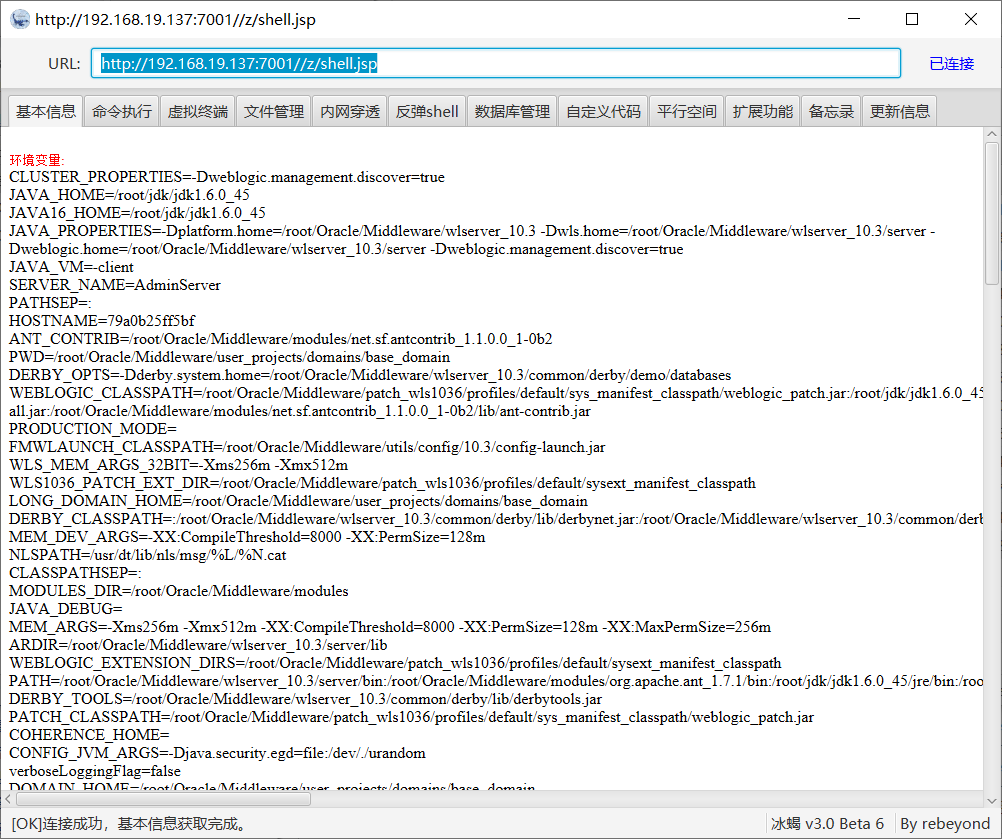 http://192.168.19.137:7001//z/shell.jsp
URL: http://192.168.19.137:7001//z/shell.jsp 已连接
基本信息 命令执行 虚拟终端 文件管理 内网穿透 反弹shell 数据库管理 自定义代码 平行空间 扩展功能 备忘录 更新信息
环境变量:
CLUSTER_PROPERTIES=-Dweblogic.management.discover=true
JAVA_HOME=/root/jdk/jdk1.6.0_45
JAVA16_HOME=/root/jdk/jdk1.6.0_45
JAVA_PROPERTIES=-Dplatform.home=/root/Oracle/Middleware/wlserver_10.3 -Dwls.home=/root/Oracle/Middleware/wlserver_10.3/server -
Dweblogic.home=/root/Oracle/Middleware/wlserver_10.3/server -Dweblogic.management.discover=true
JAVA_VM=-client
SERVER_NAME=AdminServer
PATHSEP=:
HOSTNAME=79a0b25ff5bf
ANT_CONTRIB=/root/Oracle/Middleware/modules/net.sf.antcontrib_1.1.0.0_1-0b2
PWD=/root/Oracle/Middleware/user_projects/domains/base_domain
DERBY_OPTS=-Dderby.system.home=/root/Oracle/Middleware/wlserver_10.3/common/derby/demo/databases
WEBLOGIC_CLASSPATH=/root/Oracle/Middleware/patch_wls1036/profiles/default/sys_manifest_classpath/weblogic_patch.jar:/root/jdk/jdk1.6.0_45
all.jar:/root/Oracle/Middleware/modules/net.sf.antcontrib_1.1.0.0_1-0b2/lib/ant-contrib.jar
PRODUCTION_MODE=
FMWLAUNCH_CLASSPATH=/root/Oracle/Middleware/utils/config/10.3/config-launch.jar
WLS_MEM_ARGS_32BIT=-Xms256m -Xmx512m
WLS1036_PATCH_EXT_DIR=/root/Oracle/Middleware/patch_wls1036/profiles/default/sysext_manifest_classpath
LONG_DOMAIN_HOME=/root/Oracle/Middleware/user_projects/domains/base_domain
DERBY_CLASSPATH=:/root/Oracle/Middleware/wlserver_10.3/common/derby/lib/derbynet.jar:/root/Oracle/Middleware/wlserver_10.3/common/derb
MEM_DEV_ARGS=-XX:CompileThreshold=8000 -XX:PermSize=128m
NLSPATH=/usr/dt/lib/nls/msg/%L/%N.cat
CLASSPATHSEP=:
MODULES_DIR=/root/Oracle/Middleware/modules
JAVA_DEBUG=
MEM_ARGS=-Xms256m -Xmx512m -XX:CompileThreshold=8000 -XX:PermSize=128m -XX:MaxPermSize=256m
ARDIR=/root/Oracle/Middleware/wlserver_10.3/server/lib
WEBLOGIC_EXTENSION_DIRS=/root/Oracle/Middleware/patch_wls1036/profiles/default/sysext_manifest_classpath
PATH=/root/Oracle/Middleware/wlserver_10.3/server/bin:/root/Oracle/Middleware/modules/org.apache.ant_1.7.1/bin:/root/jdk/jdk1.6.0_45/jre/bin:/roo
DERBY_TOOLS=/root/Oracle/Middleware/wlserver_10.3/common/derby/lib/derbytools.jar
PATCH_CLASSPATH=/root/Oracle/Middleware/patch_wls1036/profiles/default/sys_manifest_classpath/weblogic_patch.jar
COHERENCE_HOME=
CONFIG_JVM_ARGS=-Djava.security.egd=file:/dev/./urandom
verboseLoggingFlag=false
DOMAIN_HOME=/root/Oracle/Middleware/user_projects/domains/base_domain
[OK]连接成功，基本信息获取完成。 冰蝎 v3.0 Beta 6 By rebeyond